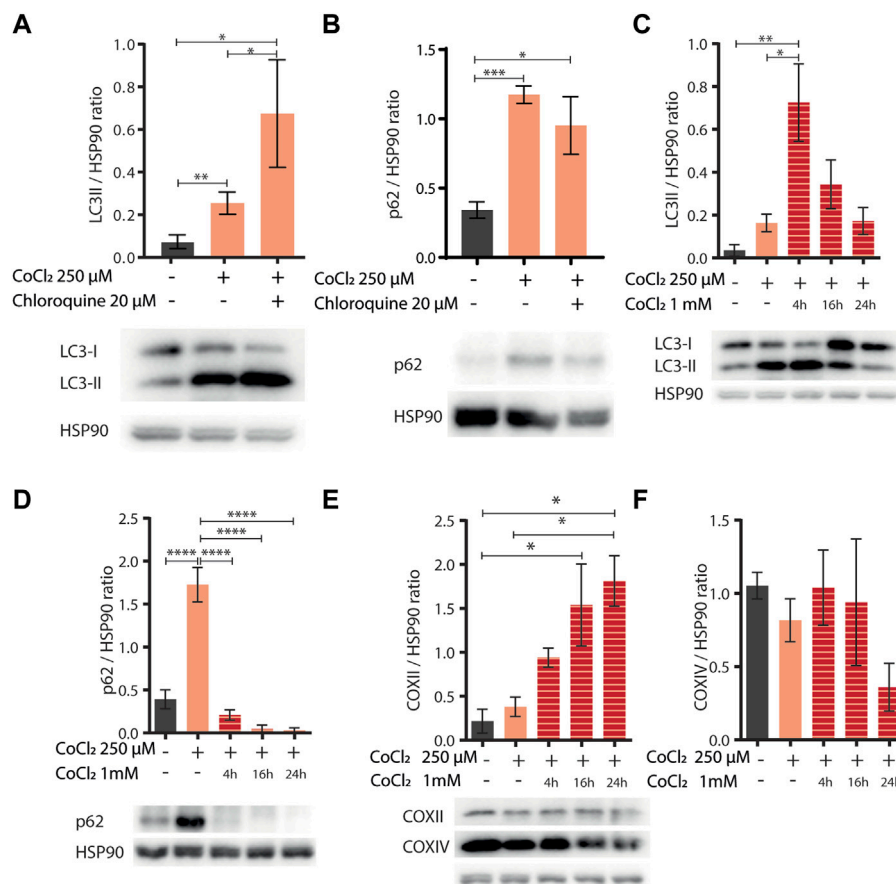 A
LC3II / HSP90 ratio
1.0
0.8
0.6
0.4
0.2
0.0
*
*
**
CoCl₂ 250 µM - + +
Chloroquine 20 µM - - +
LC3-I
LC3-II
HSP90
B
p62 / HSP90 ratio
1.5
1.0
0.5
0.0
*
***
CoCl₂ 250 µM - + +
Chloroquine 20 µM - - +
p62
HSP90
C
LC3II / HSP90 ratio
1.0
0.8
0.6
0.4
0.2
0.0
**
*
CoCl₂ 250 µM - + + + +
CoCl₂ 1 mM - - 4h 16h 24h
LC3-I
LC3-II
HSP90
D
p62 / HSP90 ratio
2.5
2.0
1.5
1.0
0.5
0.0
****
****
**** ****
CoCl₂ 250 µM - + + + +
CoCl₂ 1mM - - 4h 16h 24h
p62
HSP90
E
COXII / HSP90 ratio
2.5
2.0
1.5
1.0
0.5
0.0
*
*
*
CoCl₂ 250 µM - + + + +
CoCl₂ 1mM - - 4h 16h 24h
COXII
COXIV
F
COXIV / HSP90 ratio
1.5
1.0
0.5
0.0
CoCl₂ 250 µM - + + + +
CoCl₂ 1mM - - 4h 16h 24h